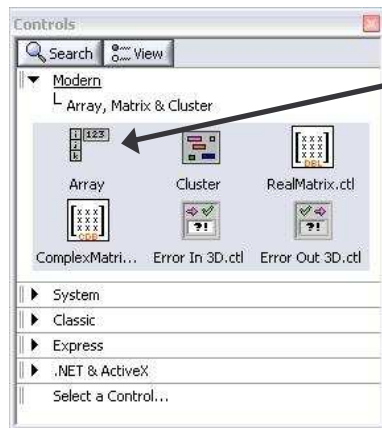 Controls
Search View
Modern
Array, Matrix & Cluster
Array Cluster RealMatrix.ctl
ComplexMatri... Error In 3D.ctl Error Out 3D.ctl
System
Classic
Express
.NET & ActiveX
Select a Control...